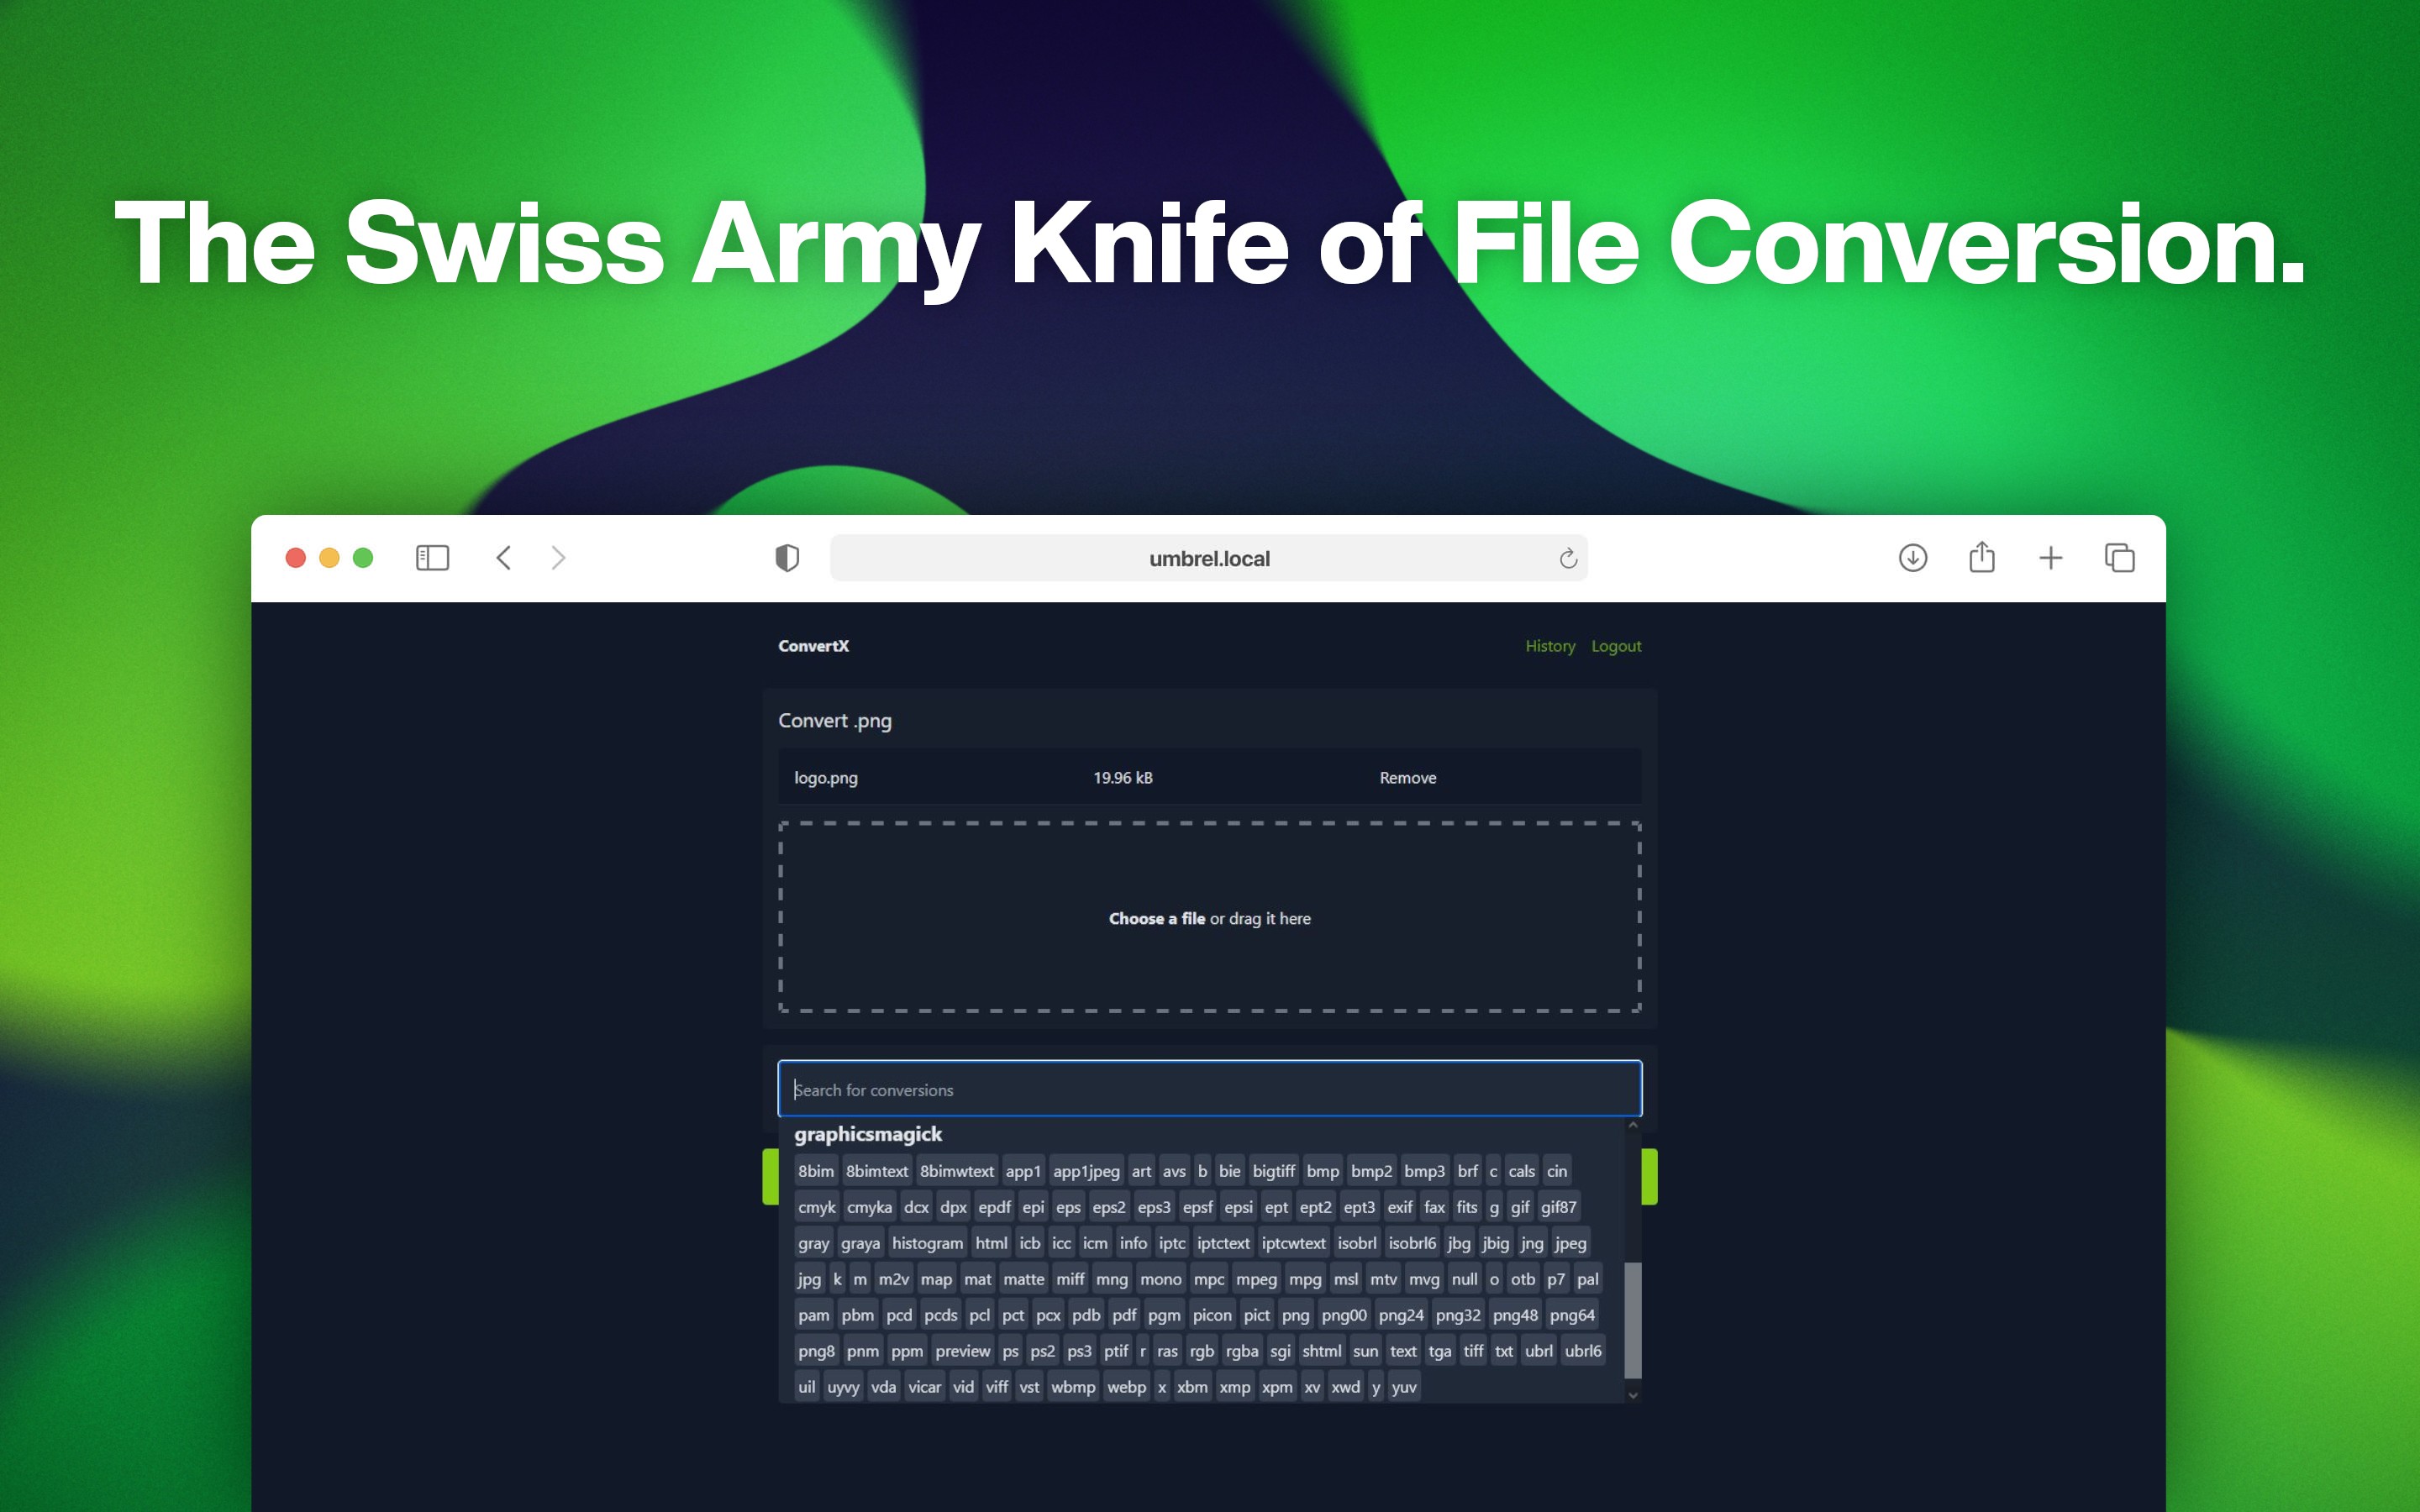 The Swiss Army Knife of File Conversion.
umbrel.local
ConvertX History Logout
Convert .png
logo.png 19.96 kB Remove
Choose a file or drag it here
Search for conversions
graphicsmagick
8bim 8bimtext 8bimwtext app1 app1jpeg art avs b bie bigtiff bmp bmp2 bmp3 brf c cals cin
cmyk cmyka dcx dpx epdf epi eps eps2 eps3 epsf epsi ept ept2 ept3 exif fax fits g gif gif87
gray graya histogram html icb icc icm info iptc iptctext iptcwtext isobrl isobrl6 jbg jbig jng jpeg
jpg k m m2v map mat matte miff mng mono mpc mpeg mpg msl mtv mvg null o otb p7 pal
pam pbm pcd pcds pcl pct pcx pdb pdf pgm picon pict png png00 png24 png32 png48 png64
png8 pnm ppm preview ps ps2 ps3 ptif r ras rgb rgba sgi shtml sun text tga tiff txt ubrl ubrl6
uil uyvy vda vicar vid viff vst wbmp webp x xbm xmp xpm xv xwd y yuv